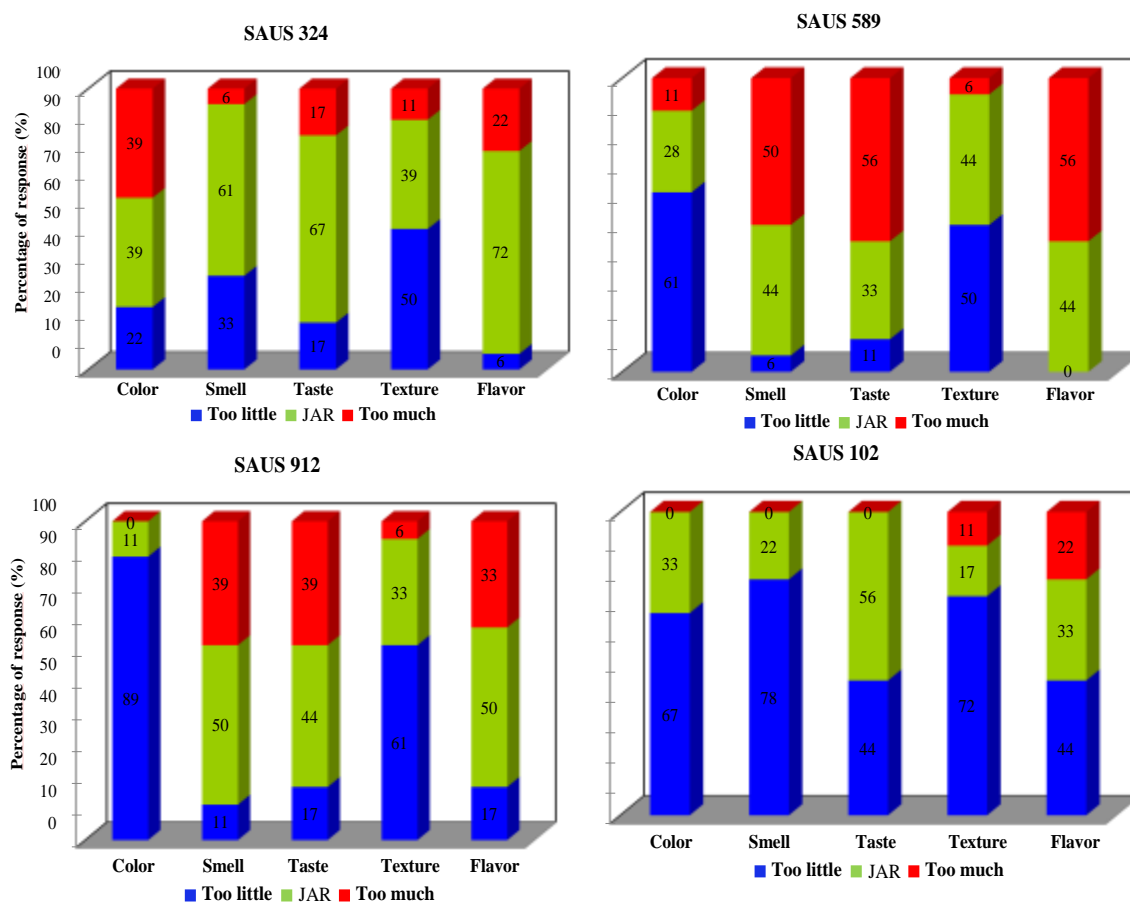 SAUS 324
Percentage of response (%)
100
90
80
70
60
50
40
30
20
10
0
39 6 17 11 22
39 61 67 39 72
22 33 17 50 6
Color Smell Taste Texture Flavor
Too little JAR Too much
SAUS 589
11 50 56 6 56
28 44 33 44 44
61 6 11 50 0
Color Smell Taste Texture Flavor
Too little JAR Too much
SAUS 912
Percentage of response (%)
100
90
80
70
60
50
40
30
20
10
0
0 39 39 6 33
11 50 44 33 50
89 11 17 61 17
Color Smell Taste Texture Flavor
Too little JAR Too much
SAUS 102
0 0 0 11 22
33 22 56 17 33
67 78 44 72 44
Color Smell Taste Texture Flavor
Too little JAR Too much